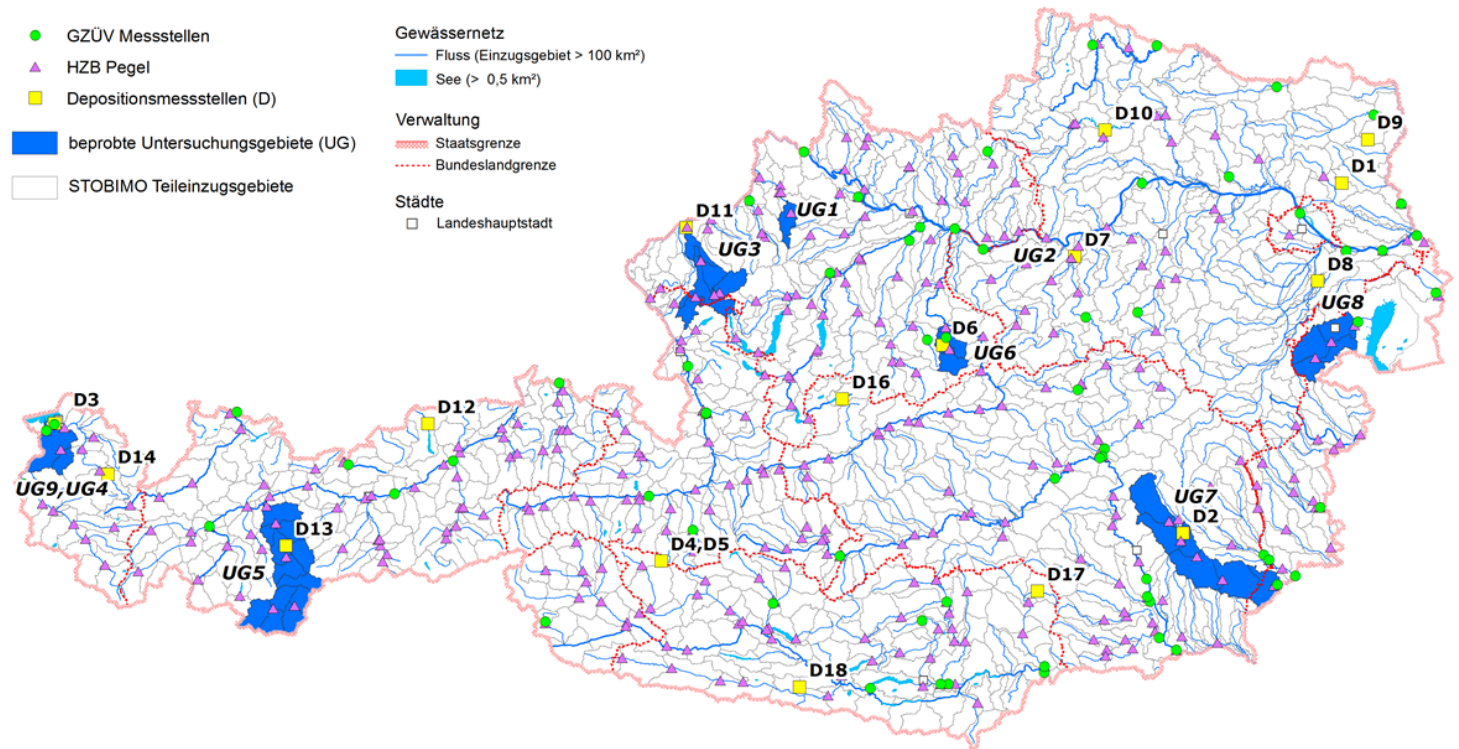 GZÜV Messstellen
HZB Pegel
Depositionsmessstellen (D)
beprobte Untersuchungsgebiete (UG)
STOBIMO Teileinzugsgebiete
Gewässernetz
Fluss (Einzugsgebiet > 100 km²)
See (> 0,5 km²)
Verwaltung
Staatsgrenze
Bundeslandgrenze
Städte
Landeshauptstadt
D10
D9
D1
D11
UG1
UG3
UG2
D7
D8
UG8
D6
UG6
D16
D3
D12
D14
UG9,UG4
D13
UG5
UG7
D2
D4,D5
D17
D18